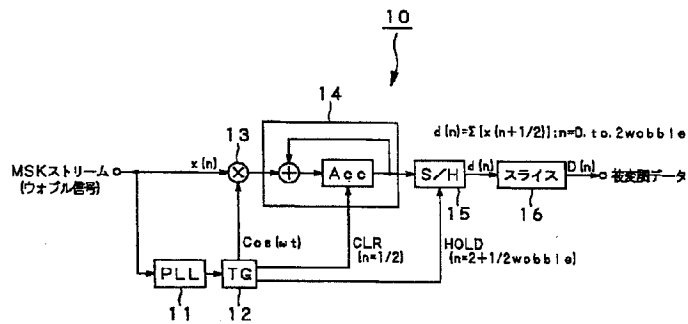 10
14
d(n)=Σ[x(n+1/2)];n=0.to.2wobble
13
MSKストリーム
(ウォブル信号)
x(n)
Acc
S/H
d(n)
スライス
D(n)
被変調データ
15
16
Cos(ωt)
CLR
(n=1/2)
HOLD
(n=2+1/2wobble)
PLL
TG
11
12